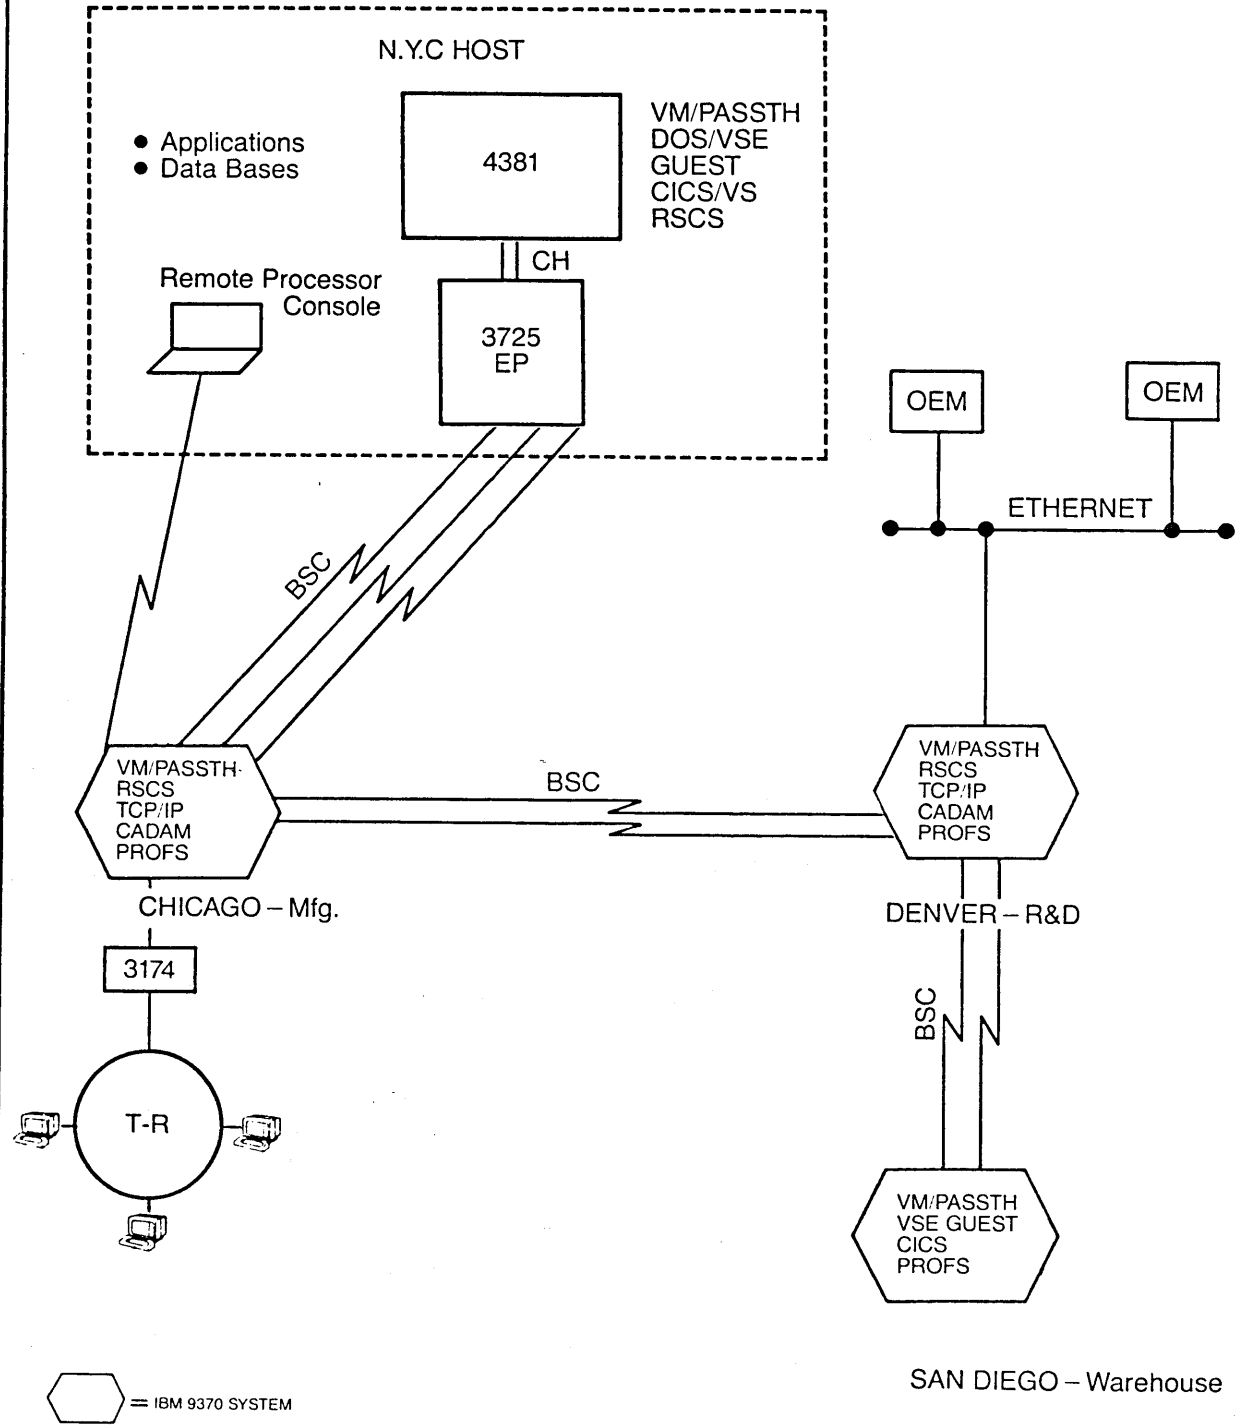 N.Y.C HOST
● Applications
● Data Bases
4381
VM/PASSTH
DOS/VSE
GUEST
CICS/VS
RSCS
CH
Remote Processor
Console
3725
EP
OEM
OEM
ETHERNET
BSC
VM/PASSTH
RSCS
TCP/IP
CADAM
PROFS
BSC
VM/PASSTH
RSCS
TCP/IP
CADAM
PROFS
CHICAGO – Mfg.
DENVER – R&D
3174
BSC
T-R
VM/PASSTH
VSE GUEST
CICS
PROFS
SAN DIEGO – Warehouse
= IBM 9370 SYSTEM